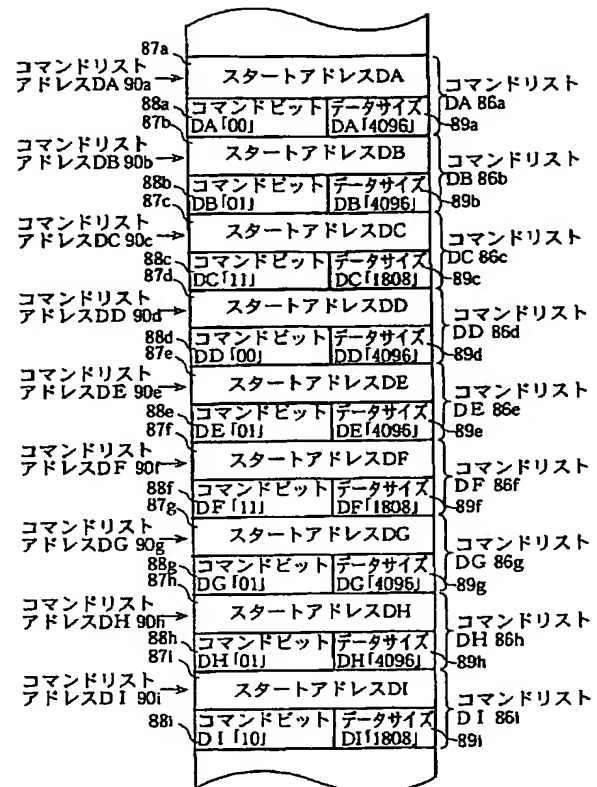 87a
コマンドリスト
アドレスDA 90a
スタートアドレスDA
コマンドリスト
DA 86a
88a
コマンドビット
DA「00」
データサイズ
DA「4096」
89a
87b
コマンドリスト
アドレスDB 90b
スタートアドレスDB
コマンドリスト
DB 86b
88b
コマンドビット
DB「01」
データサイズ
DB「4096」
89b
87c
コマンドリスト
アドレスDC 90c
スタートアドレスDC
コマンドリスト
DC 86c
88c
コマンドビット
DC「11」
データサイズ
DC「1808」
89c
87d
コマンドリスト
アドレスDD 90d
スタートアドレスDD
コマンドリスト
DD 86d
88d
コマンドビット
DD「00」
データサイズ
DD「4096」
89d
87e
コマンドリスト
アドレスDE 90e
スタートアドレスDE
コマンドリスト
DE 86e
88e
コマンドビット
DE「01」
データサイズ
DE「4096」
89e
87f
コマンドリスト
アドレスDF 90f
スタートアドレスDF
コマンドリスト
DF 86f
88f
コマンドビット
DF「11」
データサイズ
DF「1808」
89f
87g
コマンドリスト
アドレスDG 90g
スタートアドレスDG
コマンドリスト
DG 86g
88g
コマンドビット
DG「01」
データサイズ
DG「4096」
89g
87h
コマンドリスト
アドレスDH 90h
スタートアドレスDH
コマンドリスト
DH 86h
88h
コマンドビット
DH「01」
データサイズ
DH「4096」
89h
87i
コマンドリスト
アドレスDI 90i
スタートアドレスDI
コマンドリスト
DI 86i
88i
コマンドビット
DI「10」
データサイズ
DI「1808」
89i